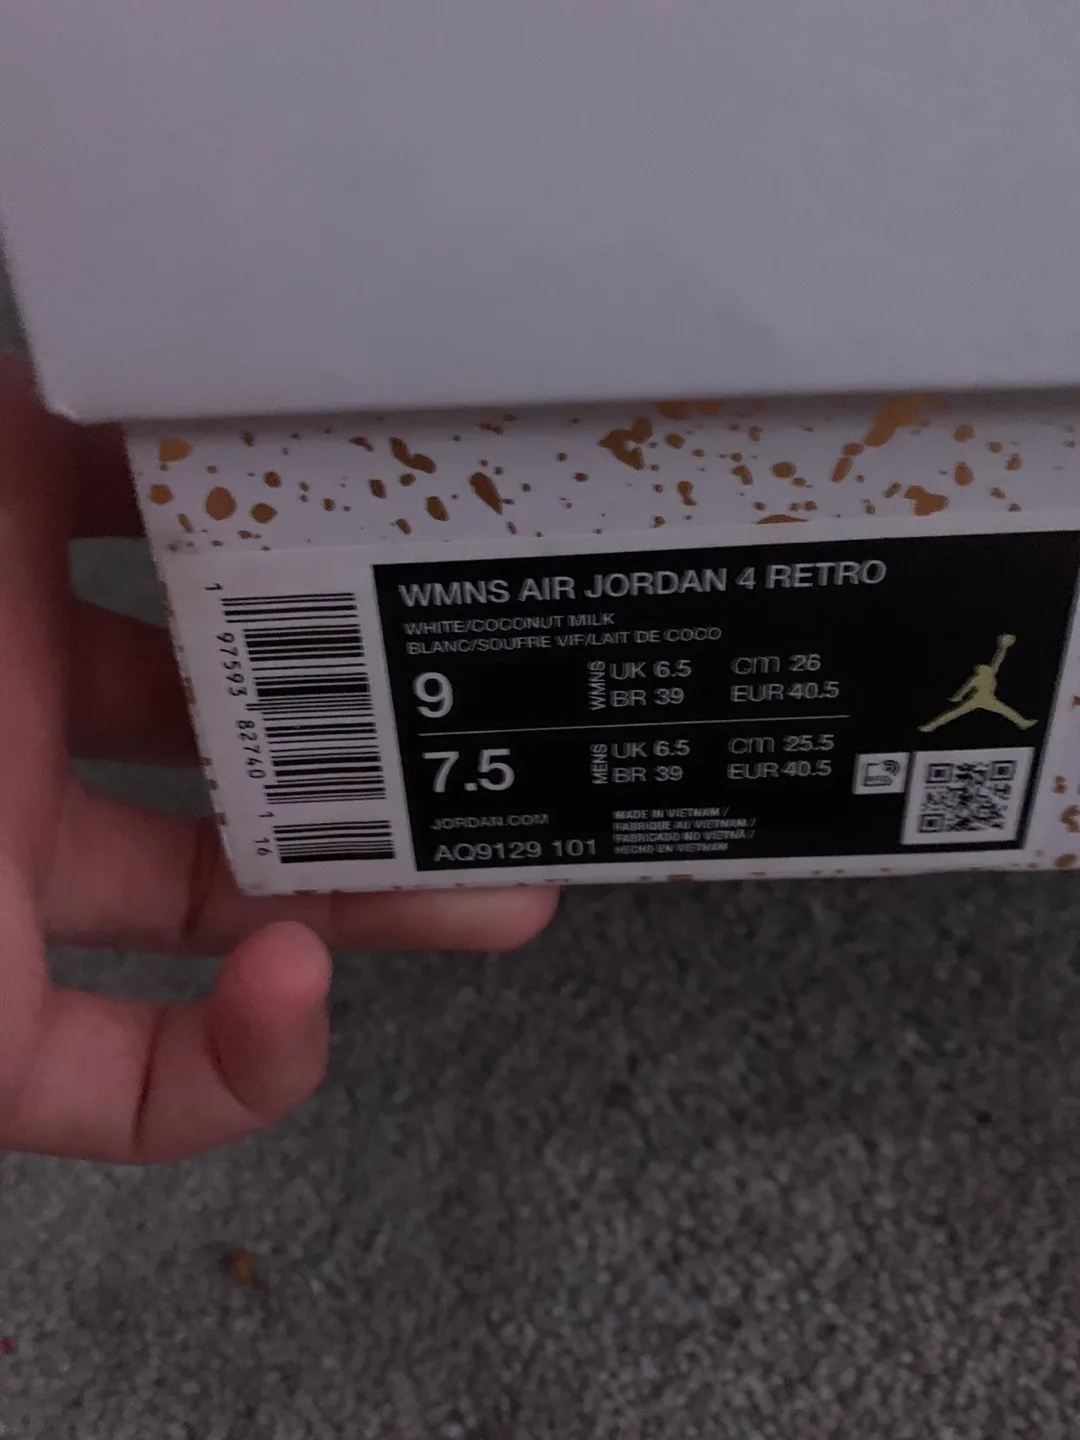 WMNS AIR JORDAN 4 RETRO
WHITE/COCONUT MILK
BLANC/SOUFRE VIF/LAIT DE COCO
9 WMNS UK 6.5 cm 26
BR 39 EUR 40.5
7.5 MENS UK 6.5 cm 25.5
BR 39 EUR 40.5
JORDAN.COM
AQ9129 101
MADE IN VIETNAM /
FABRIQUE AU VIETNAM /
FABRICADO NO VIETNÃ /
HECHO EN VIETNAM
1 97593 82740 1 16